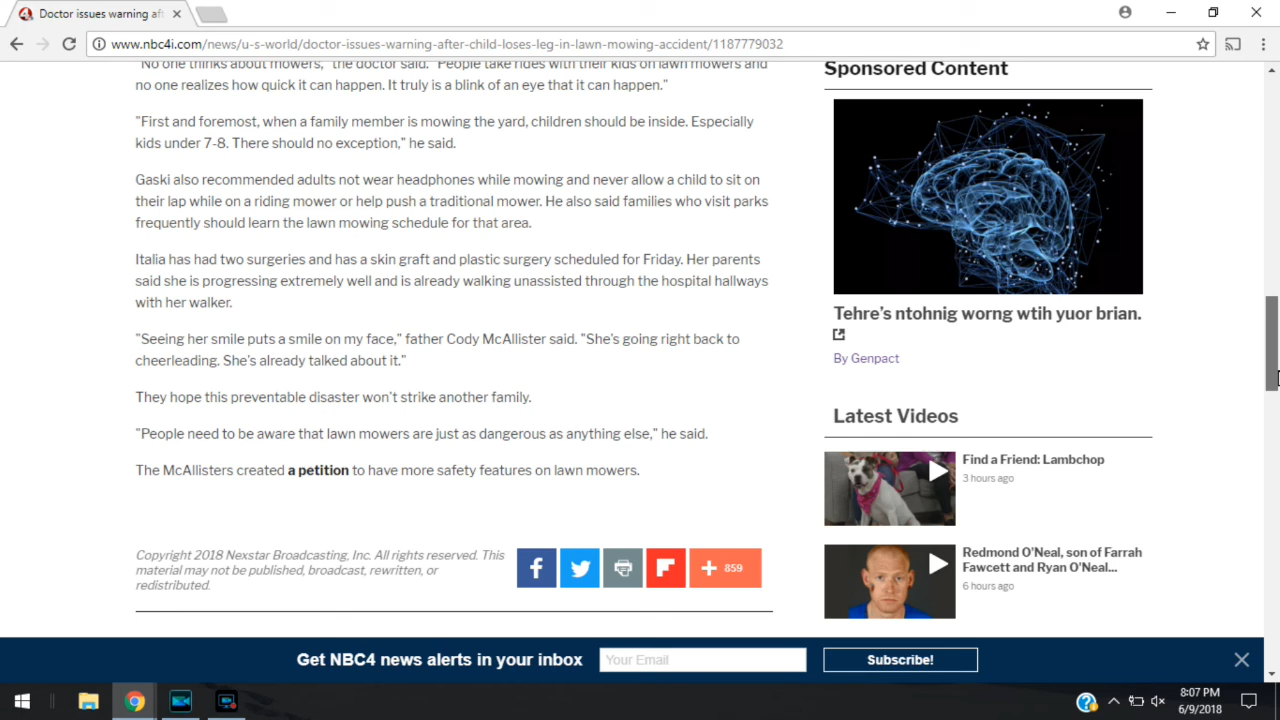 Doctor issues warning aft
www.nbc4i.com/news/u-s-world/doctor-issues-warning-after-child-loses-leg-in-lawn-mowing-accident/1187779032
"No one thinks about mowers," the doctor said. "People take rides with their kids on lawn mowers and
no one realizes how quick it can happen. It truly is a blink of an eye that it can happen."
"First and foremost, when a family member is mowing the yard, children should be inside. Especially
kids under 7-8. There should no exception," he said.
Gaski also recommended adults not wear headphones while mowing and never allow a child to sit on
their lap while on a riding mower or help push a traditional mower. He also said families who visit parks
frequently should learn the lawn mowing schedule for that area.
Italia has had two surgeries and has a skin graft and plastic surgery scheduled for Friday. Her parents
said she is progressing extremely well and is already walking unassisted through the hospital hallways
with her walker.
"Seeing her smile puts a smile on my face," father Cody McAllister said. "She's going right back to
cheerleading. She's already talked about it."
They hope this preventable disaster won't strike another family.
"People need to be aware that lawn mowers are just as dangerous as anything else," he said.
The McAllisters created a petition to have more safety features on lawn mowers.
Copyright 2018 Nexstar Broadcasting, Inc. All rights reserved. This
material may not be published, broadcast, rewritten, or
redistributed.
859
Sponsored Content
Tehre's ntohnig worng wtih yuor brian.
By Genpact
Latest Videos
Find a Friend: Lambchop
3 hours ago
Redmond O'Neal, son of Farrah
Fawcett and Ryan O'Neal...
6 hours ago
Get NBC4 news alerts in your inbox
Your Email
Subscribe!
8:07 PM
6/9/2018